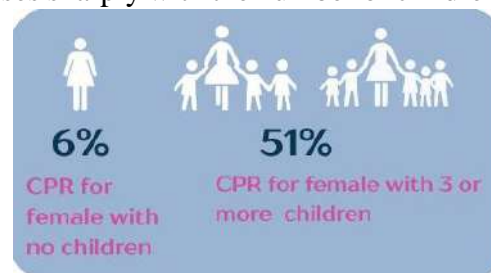 6%
CPR for
female with
no children
51%
CPR for female with 3 or
more children